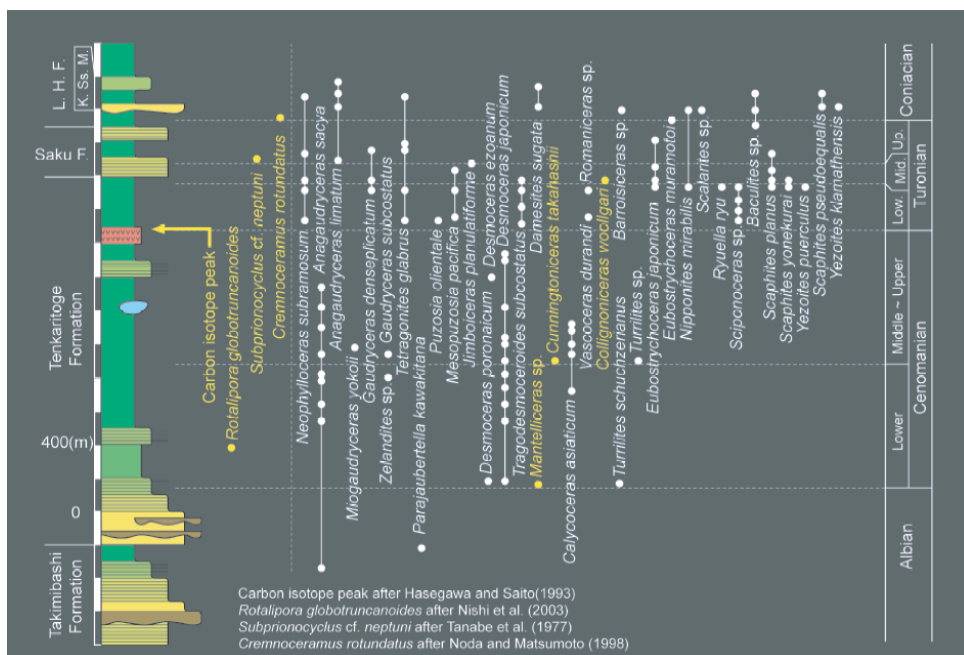 L. H. F.
K. Ss. M.
Saku F.
Tenkaritoge
Formation
400(m)
0
Takimibashi
Formation
Carbon isotope peak
Rotalipora globotruncanoides
Subprionocyclus cf. neptuni
Cremnoceramus rotundatus
Neophylloceras subramosum
Anagaudryceras sacya
Anagaudryceras limatum
Miogaudryceras yokoii
Gaudryceras denseplicatum
Zelandites sp.
Gaudryceras subcostatus
Tetragonites glabrus
Parajaubertella kawakitana
Puzosia olientale
Mesopuzosia pacifica
Jimboiceras planulatiforme
Desmoceras poronaicum
Desmoceras ezoanum
Desmoceras japonicum
Tragodesmoceroides subcostatus
Damesites sugata
Mantelliceras sp.
Cunningtoniceras takahashii
Calycoceras asiaticum
Vascoceras durandi
Romaniceras sp.
Collignoniceras woollgari
Turrilites schuchzeranus
Barroisiceras sp.
Turrilites sp.
Eubostrychoceras japonicum
Eubostrychoceras muramotoi
Nipponites mirabilis
Scalarites sp.
Ryuella ryu
Sciponoceras sp.
Baculites sp.
Scaphites planus
Scaphites yonekurai
Yezoites puerculus
Scaphites pseudoequalis
Yezoites klamathensis
Coniacian
Up.
Mid.
Low.
Turonian
Middle ~ Upper
Lower
Cenomanian
Albian
Carbon isotope peak after Hasegawa and Saito(1993)
Rotalipora globotruncanoides after Nishi et al. (2003)
Subprionocyclus cf. neptuni after Tanabe et al. (1977)
Cremnoceramus rotundatus after Noda and Matsumoto (1998)